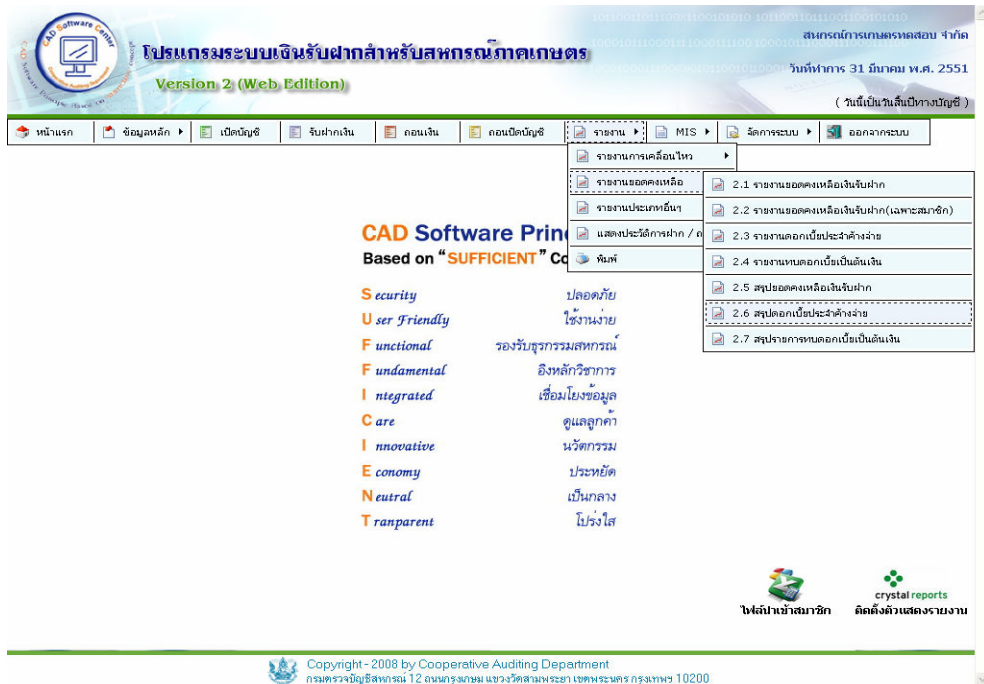 CAD Software Center
โปรแกรมระบบเงินรับฝากสำหรับสหกรณ์ภาคเกษตร
Version 2 (Web Edition)
สหกรณ์การเกษตรทดสอบ จำกัด
วันที่ทำการ 31 มีนาคม พ.ศ. 2551
( วันนี้เป็นวันสิ้นปีทางบัญชี )
หน้าแรก ข้อมูลหลัก เปิดบัญชี รับฝากเงิน ถอนเงิน ถอนปิดบัญชี รายงาน MIS จัดการระบบ ออกจากระบบ
รายงานการเคลื่อนไหว
รายงานยอดคงเหลือ
รายงานประเภทอื่นๆ
แสดงประวัติการฝาก / ถ
พิมพ์
2.1 รายงานยอดคงเหลือเงินรับฝาก
2.2 รายงานยอดคงเหลือเงินรับฝาก(เฉพาะสมาชิก)
2.3 รายงานดอกเบี้ยประจำค้างจ่าย
2.4 รายงานทบดอกเบี้ยเป็นต้นเงิน
2.5 สรุปยอดคงเหลือเงินรับฝาก
2.6 สรุปดอกเบี้ยประจำค้างจ่าย
2.7 สรุปรายการทบดอกเบี้ยเป็นต้นเงิน
CAD Software Prin
Based on “SUFFICIENT” Co
Security ปลอดภัย
User Friendly ใช้งานง่าย
Functional รองรับธุรกรรมสหกรณ์
Fundamental อิงหลักวิชาการ
Integrated เชื่อมโยงข้อมูล
Care ดูแลลูกค้า
Innovative นวัตกรรม
Economy ประหยัด
Neutral เป็นกลาง
Tranparent โปร่งใส
ไฟล์นำเข้าสมาชิก
crystal reports
ติดตั้งตัวแสดงรายงาน
Copyright - 2008 by Cooperative Auditing Department
กรมตรวจบัญชีสหกรณ์ 12 ถนนกรุงเกษม แขวงวัดสามพระยา เขตพระนคร กรุงเทพฯ 10200